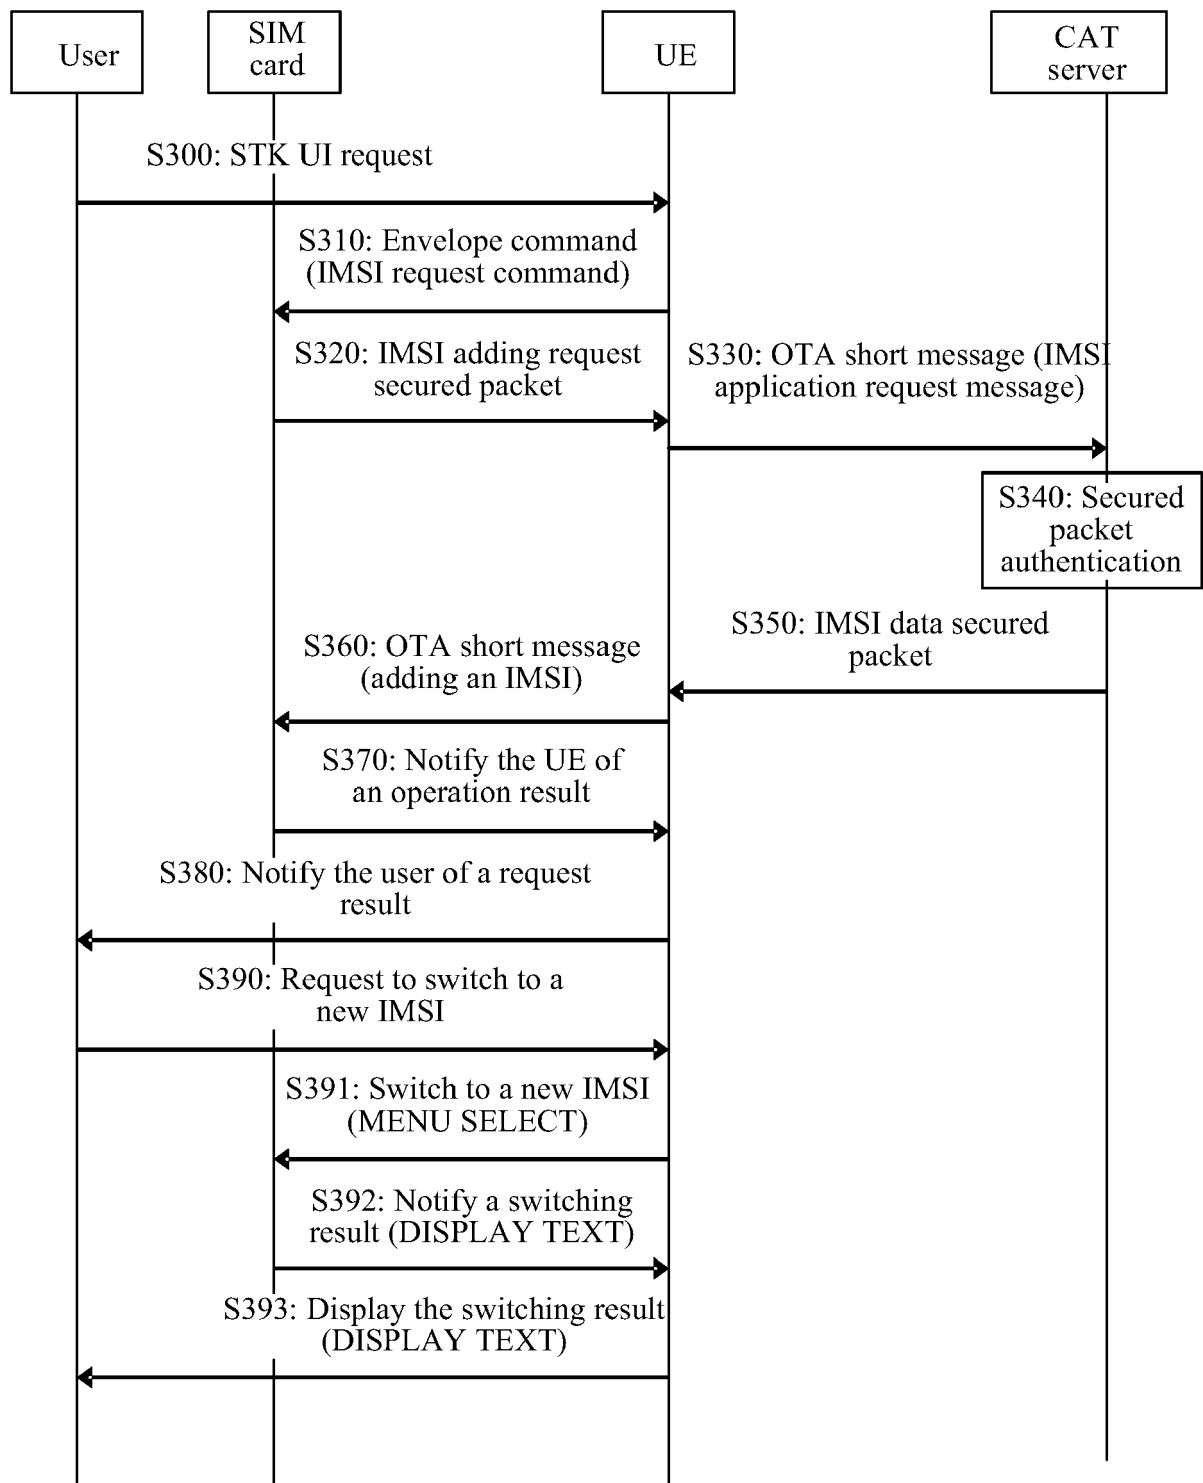 User
SIM
card
UE
CAT
server
S300: STK UI request
S310: Envelope command
(IMSI request command)
S320: IMSI adding request
secured packet
S330: OTA short message (IMSI
application request message)
S340: Secured
packet
authentication
S350: IMSI data secured
packet
S360: OTA short message
(adding an IMSI)
S370: Notify the UE of
an operation result
S380: Notify the user of a request
result
S390: Request to switch to a
new IMSI
S391: Switch to a new IMSI
(MENU SELECT)
S392: Notify a switching
result (DISPLAY TEXT)
S393: Display the switching result
(DISPLAY TEXT)